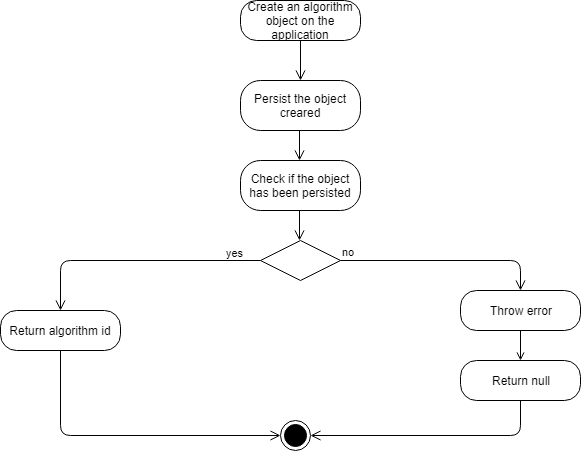 Create an algorithm
object on the
application
Persist the object
creared
Check if the object
has been persisted
yes
no
Return algorithm id
Throw error
Return null